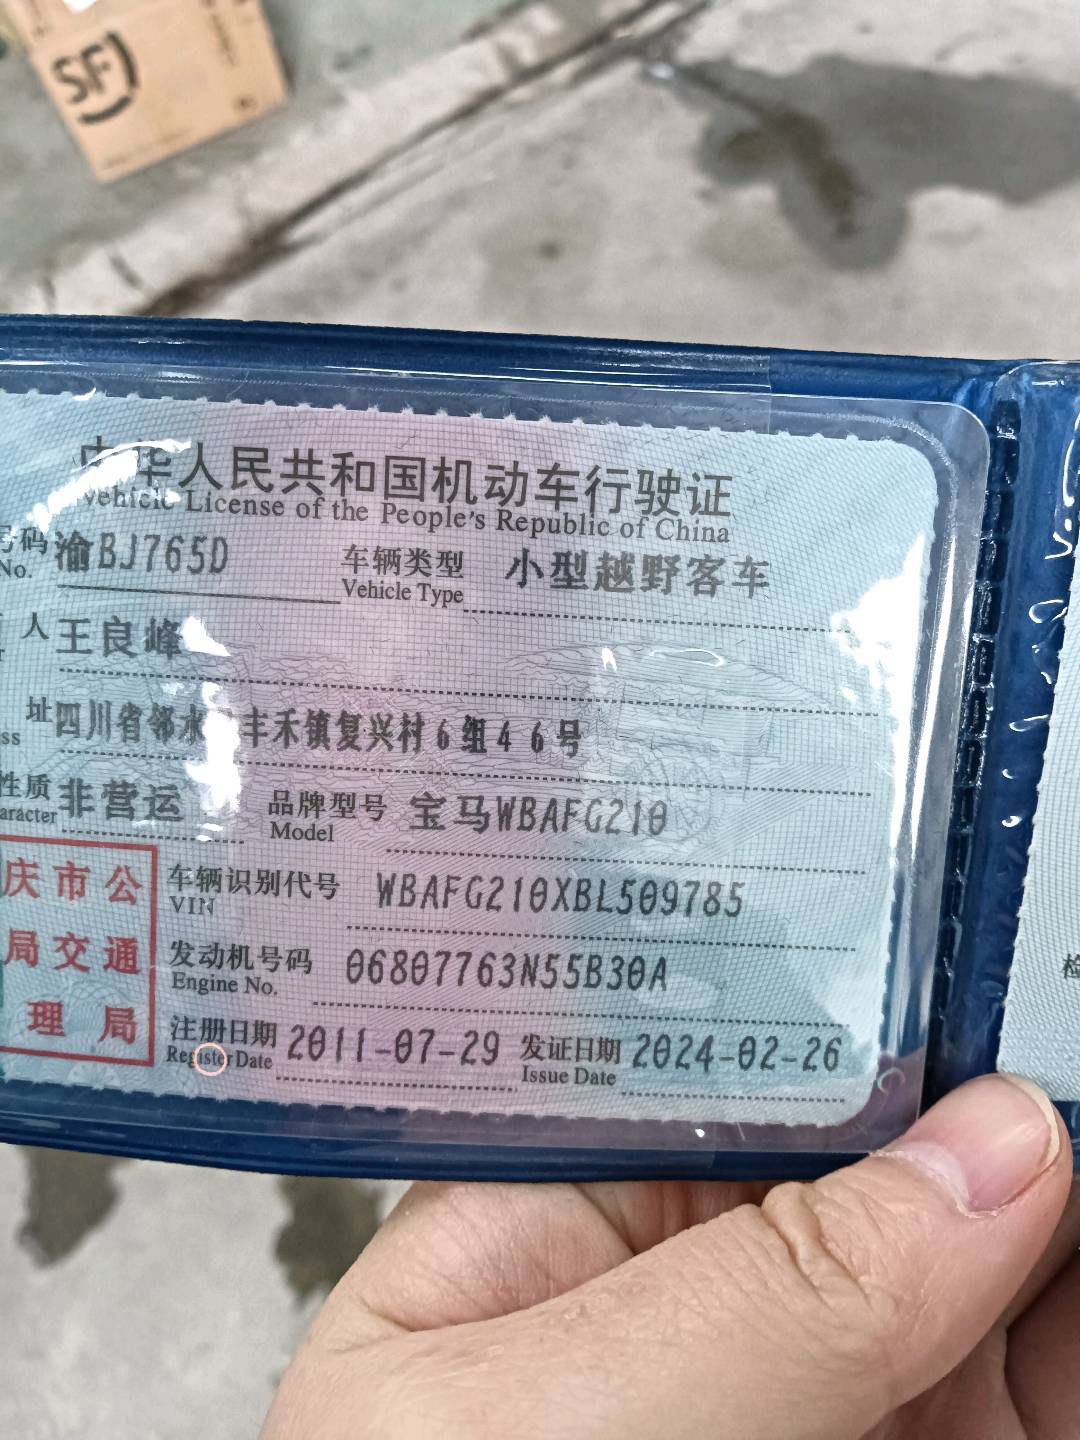 SF
中华人民共和国机动车行驶证
Vehicle License of the People's Republic of China
号码 渝BJ765D 车辆类型 小型越野客车
No. Vehicle Type
人 王良峰
址 四川省邻水 丰禾镇复兴村6组46号
ss
性质 非营运 品牌型号 宝马WBAFG210
aracter Model
庆市公
局交通
理局
车辆识别代号 WBAFG210XBL509785
VIN
发动机号码 06807763N55B30A
Engine No.
注册日期 2011-07-29 发证日期 2024-02-26
Register Date Issue Date
检